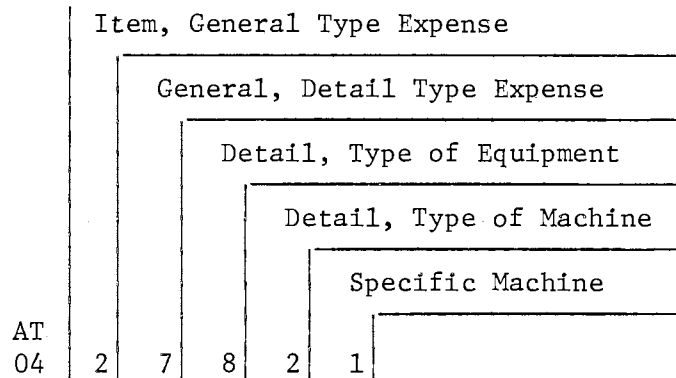 Item, General Type Expense
General, Detail Type Expense
Detail, Type of Equipment
Detail, Type of Machine
Specific Machine
AT
04 2 7 8 2 1